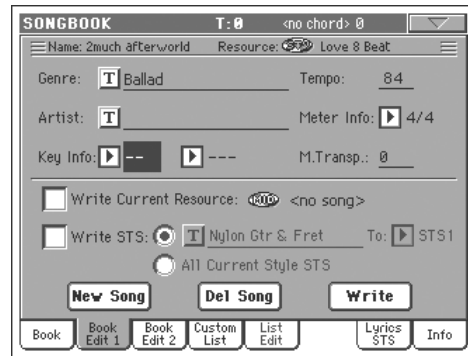 SONGBOOK T:0 <no chord> 0
Name: 2much afterworld Resource: Love 8 Beat
Genre: T Ballad Tempo: 84
Artist: T Meter Info: 4/4
Key Info: -- --- M.Transp.: 0
Write Current Resource: <no song>
Write STS: T Nylon Gtr & Fret To: STS1
All Current Style STS
New Song Del Song Write
Book Book Edit 1 Book Edit 2 Custom List List Edit Lyrics STS Info